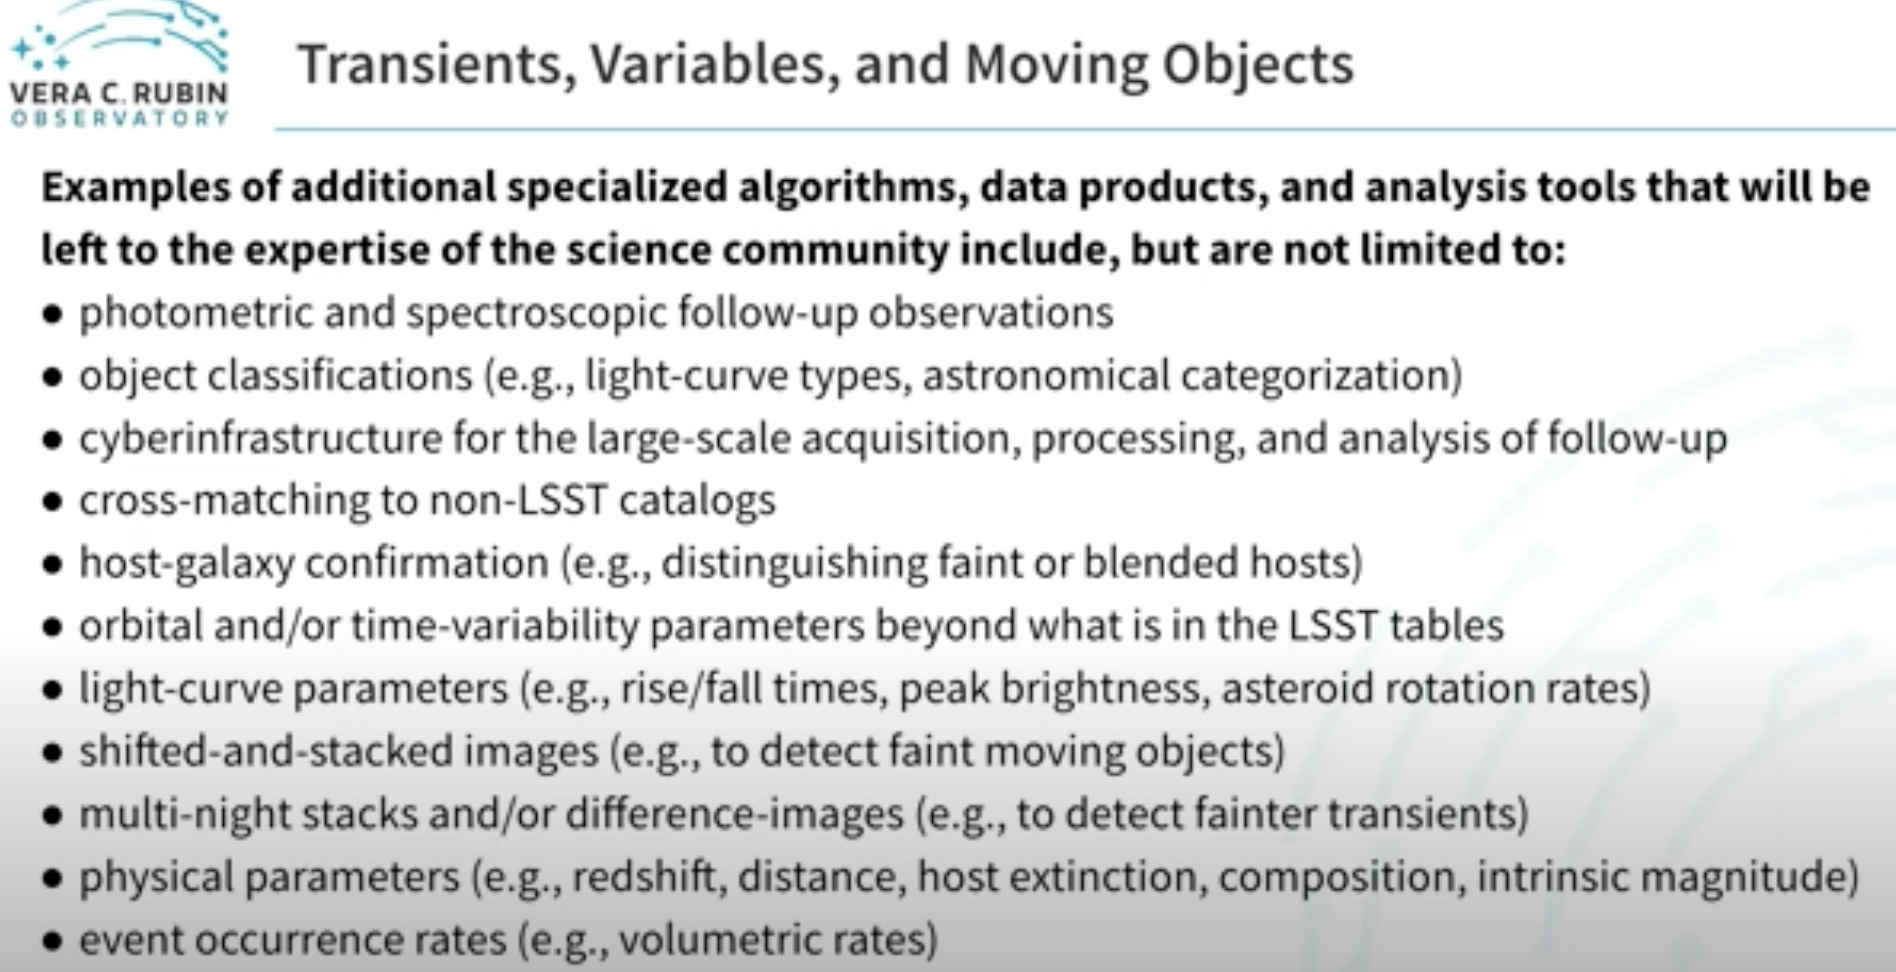 VERA C. RUBIN
OBSERVATORY
Transients, Variables, and Moving Objects
Examples of additional specialized algorithms, data products, and analysis tools that will be
left to the expertise of the science community include, but are not limited to:
● photometric and spectroscopic follow-up observations
● object classifications (e.g., light-curve types, astronomical categorization)
● cyberinfrastructure for the large-scale acquisition, processing, and analysis of follow-up
● cross-matching to non-LSST catalogs
● host-galaxy confirmation (e.g., distinguishing faint or blended hosts)
● orbital and/or time-variability parameters beyond what is in the LSST tables
● light-curve parameters (e.g., rise/fall times, peak brightness, asteroid rotation rates)
● shifted-and-stacked images (e.g., to detect faint moving objects)
● multi-night stacks and/or difference-images (e.g., to detect fainter transients)
● physical parameters (e.g., redshift, distance, host extinction, composition, intrinsic magnitude)
● event occurrence rates (e.g., volumetric rates)